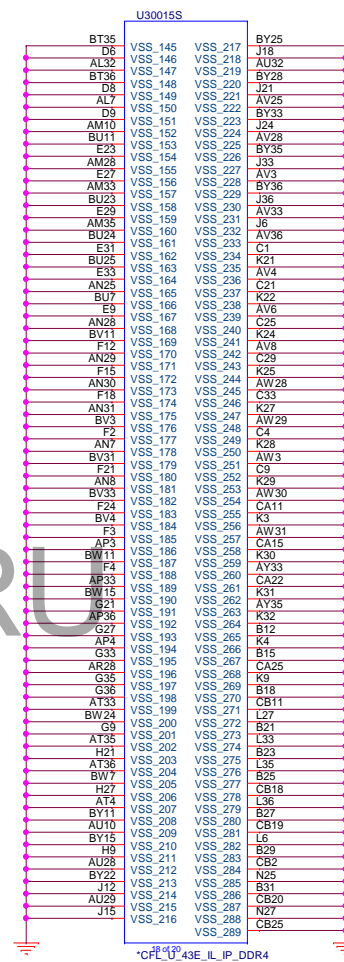 U30015S
BT35 VSS_145 VSS_217 BY25
D6 VSS_146 VSS_218 J18
AL32 VSS_147 VSS_219 AU32
BT36 VSS_148 VSS_220 BY28
D8 VSS_149 VSS_221 J21
AL7 VSS_150 VSS_222 AV25
D9 VSS_151 VSS_223 BY33
AM10 VSS_152 VSS_224 J24
BU11 VSS_153 VSS_225 AV28
E23 VSS_154 VSS_226 BY35
AM28 VSS_155 VSS_227 J33
E27 VSS_156 VSS_228 AV3
AM33 VSS_157 VSS_229 BY36
BU23 VSS_158 VSS_230 J36
E29 VSS_159 VSS_231 AV33
AM35 VSS_160 VSS_232 J6
BU24 VSS_161 VSS_233 AV36
E31 VSS_162 VSS_234 C1
BU25 VSS_163 VSS_235 K21
E33 VSS_164 VSS_236 AV4
AN25 VSS_165 VSS_237 C21
BU7 VSS_166 VSS_238 K22
E9 VSS_167 VSS_239 AV6
AN28 VSS_168 VSS_240 C25
BV11 VSS_169 VSS_241 K24
F12 VSS_170 VSS_242 AV8
AN29 VSS_171 VSS_243 C29
F15 VSS_172 VSS_244 K25
AN30 VSS_173 VSS_245 AW28
F18 VSS_174 VSS_246 C33
AN31 VSS_175 VSS_247 K27
BV3 VSS_176 VSS_248 AW29
F2 VSS_177 VSS_249 C4
AN7 VSS_178 VSS_250 K28
BV31 VSS_179 VSS_251 AW3
F21 VSS_180 VSS_252 C9
AN8 VSS_181 VSS_253 K29
BV33 VSS_182 VSS_254 AW30
F24 VSS_183 VSS_255 CA11
BV4 VSS_184 VSS_256 K3
F3 VSS_185 VSS_257 AW31
AP3 VSS_186 VSS_258 CA15
BW11 VSS_187 VSS_259 K30
F4 VSS_188 VSS_260 AY33
AP33 VSS_189 VSS_261 CA22
BW15 VSS_190 VSS_262 K31
G21 VSS_191 VSS_263 AY35
AP36 VSS_192 VSS_264 K32
G27 VSS_193 VSS_265 B12
AP4 VSS_194 VSS_266 K4
G33 VSS_195 VSS_267 B15
AR28 VSS_196 VSS_268 CA25
G35 VSS_197 VSS_269 K9
G36 VSS_198 VSS_270 B18
AT33 VSS_199 VSS_271 CB11
BW24 VSS_200 VSS_272 L27
G9 VSS_201 VSS_273 B21
AT35 VSS_202 VSS_274 L33
H21 VSS_203 VSS_275 B23
AT36 VSS_204 VSS_276 L35
BW7 VSS_205 VSS_277 B25
H27 VSS_206 VSS_278 CB18
AT4 VSS_207 VSS_279 L36
BY11 VSS_208 VSS_280 B27
AU10 VSS_209 VSS_281 CB19
BY15 VSS_210 VSS_282 L6
H9 VSS_211 VSS_283 B29
AU28 VSS_212 VSS_284 CB2
BY22 VSS_213 VSS_285 N25
J12 VSS_214 VSS_286 B31
AU29 VSS_215 VSS_287 CB20
J15 VSS_216 VSS_288 N27
VSS_289 CB25
18 of 20
*CFL_U_43E_IL_IP_DDR4
RU